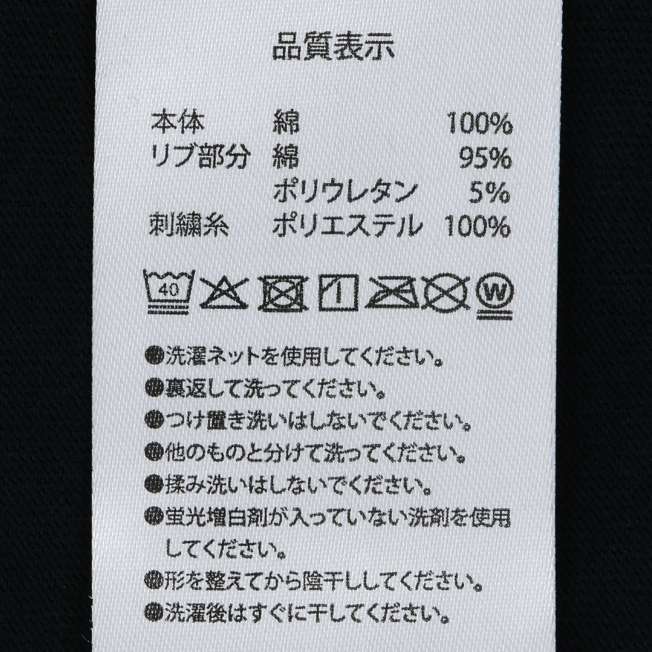 品質表示
本体 綿 100%
リブ部分 綿 95%
ポリウレタン 5%
刺繍糸 ポリエステル 100%
40 W
●洗濯ネットを使用してください。
●裏返して洗ってください。
●つけ置き洗いはしないでください。
●他のものと分けて洗ってください。
●揉み洗いはしないでください。
●蛍光増白剤が入っていない洗剤を使用
してください。
●形を整えてから陰干ししてください。
●洗濯後はすぐに干してください。